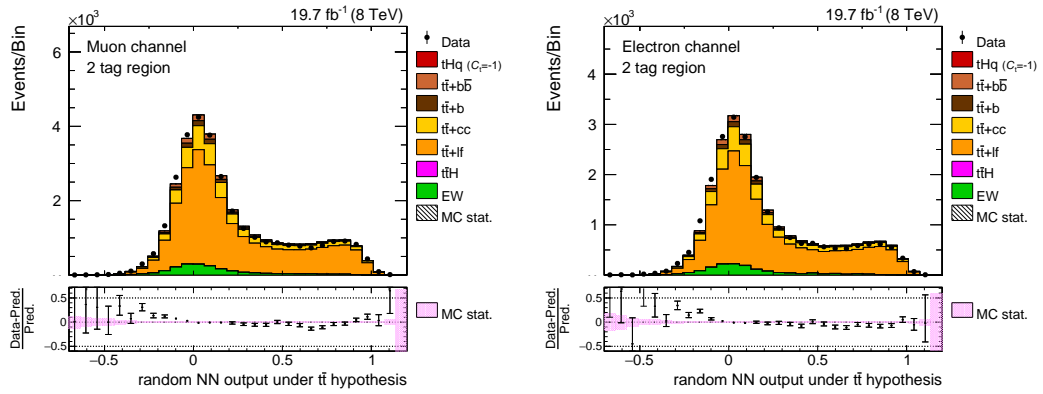 ×10³
19.7 fb⁻¹ (8 TeV)
Events/Bin
6
4
2
Muon channel
2 tag region
Data
tHq (Cₜ=-1)
tt̄+bb̄
tt̄+b
tt̄+cc
tt̄+lf
tt̄H
EW
MC stat.
Data-Pred.
Pred.
0.5
0
−0.5
MC stat.
−0.5
0
0.5
1
random NN output under tt̄ hypothesis
×10³
19.7 fb⁻¹ (8 TeV)
Events/Bin
4
3
2
1
Electron channel
2 tag region
Data
tHq (Cₜ=-1)
tt̄+bb̄
tt̄+b
tt̄+cc
tt̄+lf
tt̄H
EW
MC stat.
Data-Pred.
Pred.
0.5
0
−0.5
MC stat.
−0.5
0
0.5
1
random NN output under tt̄ hypothesis